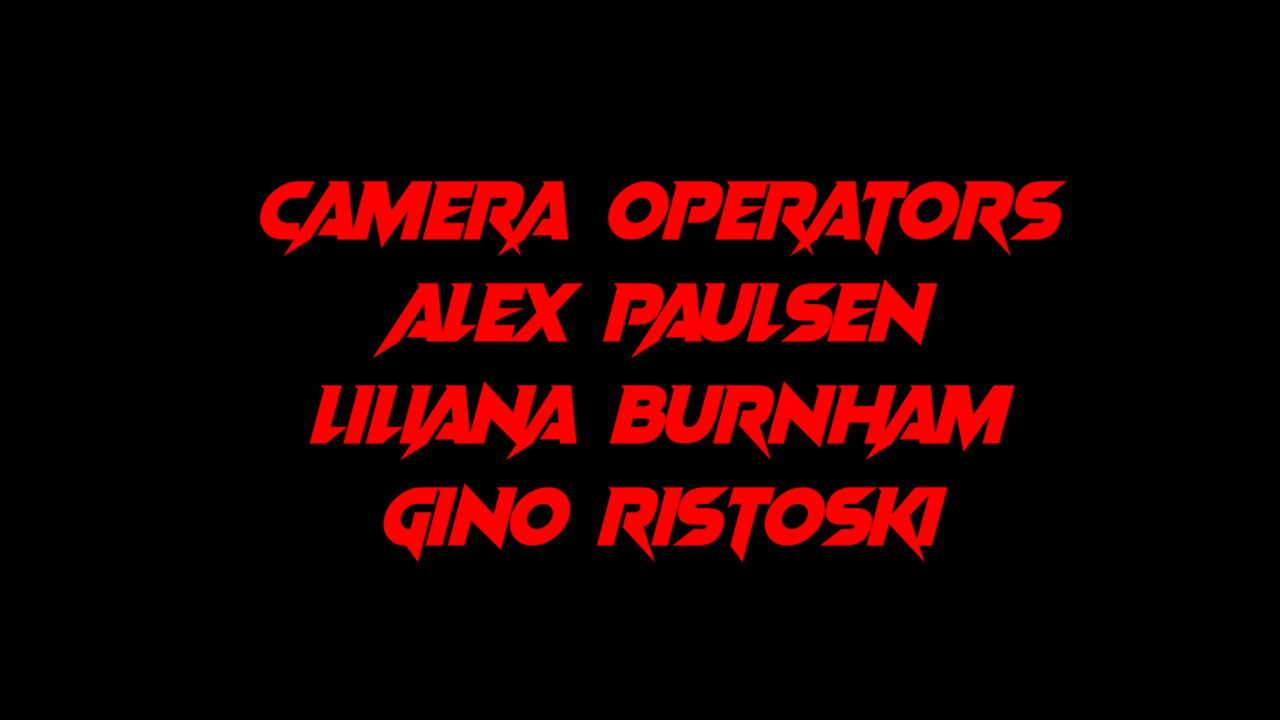 CAMERA OPERATORS
ALEX PAULSEN
LILIANA BURNHAM
GINO RISTOSKI